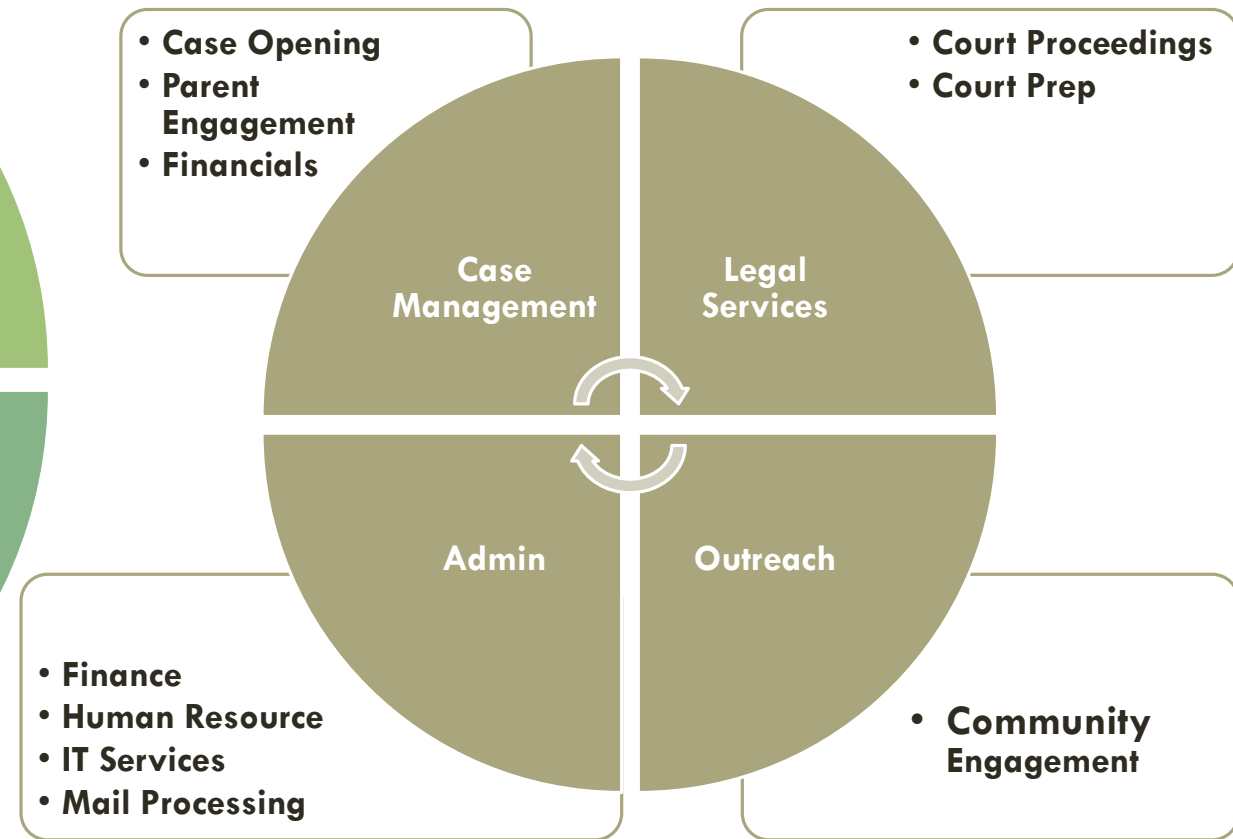 • Case Opening
• Parent
Engagement
• Financials
• Court Proceedings
• Court Prep
Case
Management
Legal
Services
Admin
Outreach
• Finance
• Human Resource
• IT Services
• Mail Processing
• Community
Engagement